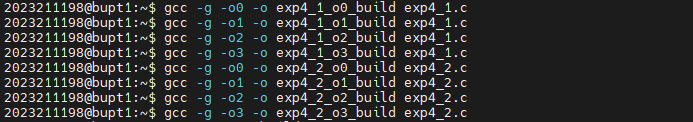 2023211198@bupt1:~$ gcc -g -o0 -o exp4_1_o0_build exp4_1.c
2023211198@bupt1:~$ gcc -g -o1 -o exp4_1_o1_build exp4_1.c
2023211198@bupt1:~$ gcc -g -o2 -o exp4_1_o2_build exp4_1.c
2023211198@bupt1:~$ gcc -g -o3 -o exp4_1_o3_build exp4_1.c
2023211198@bupt1:~$ gcc -g -o0 -o exp4_2_o0_build exp4_2.c
2023211198@bupt1:~$ gcc -g -o1 -o exp4_2_o1_build exp4_2.c
2023211198@bupt1:~$ gcc -g -o2 -o exp4_2_o2_build exp4_2.c
2023211198@bupt1:~$ gcc -g -o3 -o exp4_2_o3_build exp4_2.c